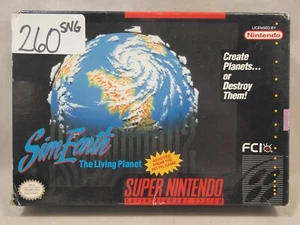 260 SNG
LICENSED BY
Nintendo
Create
Planets...
or
Destroy
Them!
SimEarth
The Living Planet
FCI
SUPER NINTENDO
ENTERTAINMENT SYSTEM